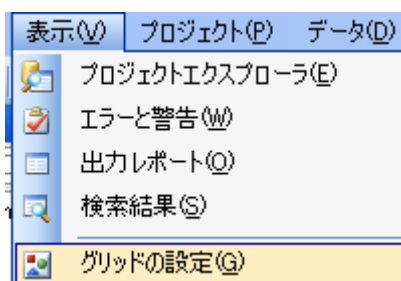 表示(V) プロジェクト(P) データ(D)
プロジェクトエクスプローラ(E)
エラーと警告(W)
出力レポート(O)
検索結果(S)
グリッドの設定(G)